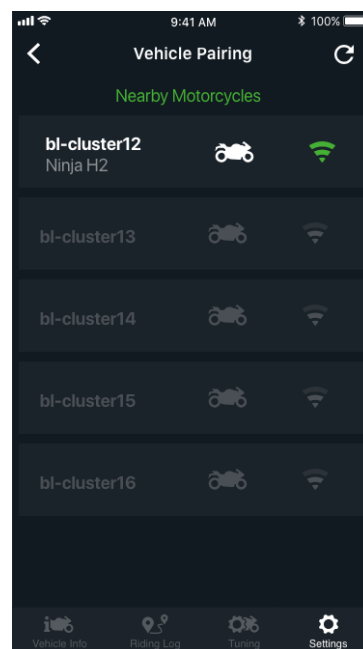 9:41 AM
100%
Vehicle Pairing
Nearby Motorcycles
bl-cluster12
Ninja H2
bl-cluster13
bl-cluster14
bl-cluster15
bl-cluster16
Vehicle Info
Riding Log
Tuning
Settings